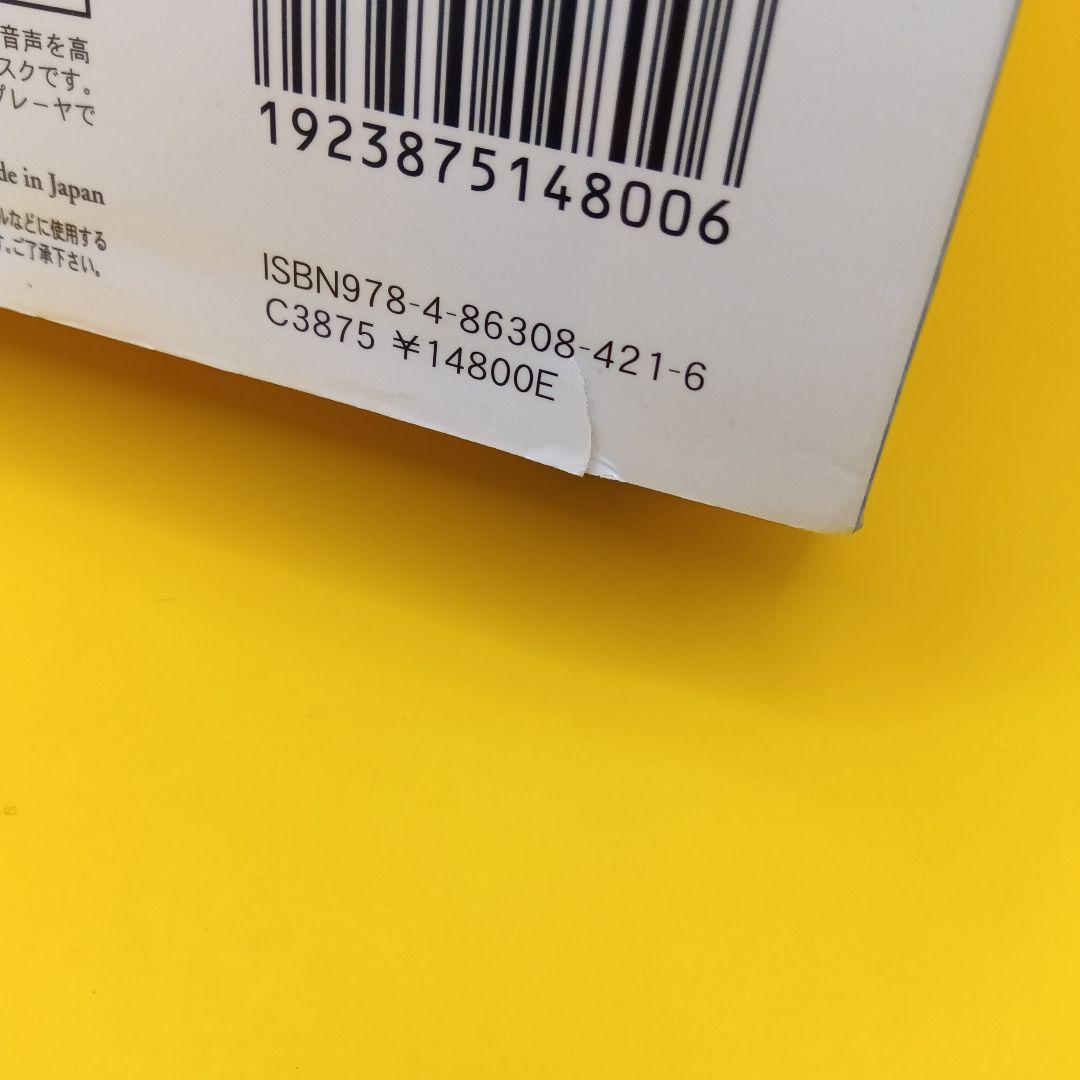 音声を高
スクです。
プレーヤで
de in Japan
ルなどに使用する
す。ご了承下さい。
1923875148006
ISBN978-4-86308-421-6
C3875 ¥14800E